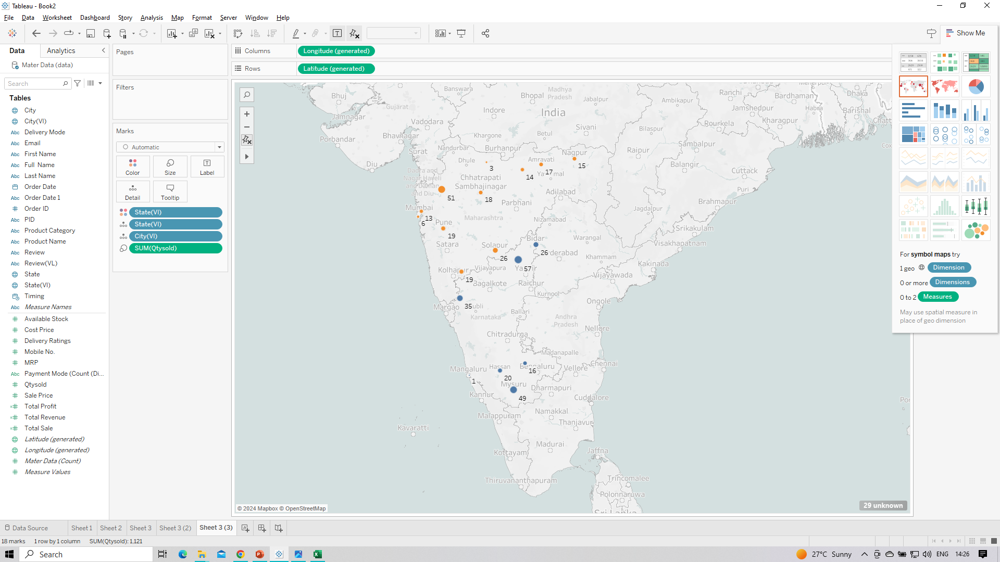 Tableau - Book2
File Data Worksheet Dashboard Story Analysis Map Format Server Window Help
Show Me
Data Analytics
Pages
Columns Longitude (generated)
Mater Data (data)
Rows Latitude (generated)
Search
Filters
Tables
City
City(VI)
Abc Delivery Mode
Abc Email
Abc First Name
Abc Full Name
Abc Last Name
Order Date
Abc Order Date 1
Order ID
Abc PID
Abc Product Category
Abc Product Name
Abc Review
Abc Review(VL)
State
State(VI)
Timing
Abc Measure Names
Available Stock
Cost Price
Delivery Ratings
Mobile No.
MRP
Abc Payment Mode (Count (Di...
Qtysold
Sale Price
Total Profit
Total Revenue
Total Sale
Latitude (generated)
Longitude (generated)
Mater Data (Count)
Measure Values
Marks
Automatic
Color Size Label
Detail Tooltip
State(VI)
State(VI)
City(VI)
SUM(Qtysold)
Banswara
Madhya
Pradesh
Ranchi
Bardhaman
Dhaka
Bhuj
Bhopal
Jabalpur
Ambikapur
Gujarat
Indore
India
Jamshedpur
Habra
Barishal
Jamnagar
Vadodara
Sivani
Bilaspur
Rourkela
Kharagpur
Porbandar
Bhavnagar
Khargone
Betul
Sambalpur
Surat
Nandurbar
Burhanpur
Nagpur
Raipur
Diu
Dhule
Amravati
Balangir
Cuttack
3
14
17
15
Dadra and
Nagar Haveli
and Daman
and Diu
Chhatrapati
Sambhajinagar
Puri
51
18
Parbhani
Adilabad
Brahmapur
Mumbai
13
6
Maharashtra
Jagdalpur
Pune
Nizamabad
Srikakulam
19
Satara
Solapur
Bidar
Warangal
Visakhapatnam
26
26
Khammam
Kolhapur
Vijayapura
57
Kakinada
19
Bagalkote
Raichur
Vijayawada
Kurnool
Ongole
35
Margao
Karnataka
Ballari
Andhra
Pradesh
Chitradurga
Nellore
Madanapalle
Mangaluru
Hassan
Bengaluru
Vellore
Chennai
16
20
1
Mysuru
Dharmapuri
49
Kannur
Cuddalore
Namakkal
Malappuram
Thanjavur
Kavaratti
Madurai
Kottayam
Jaffna
Thiruvananthapuram
Trincomalee
Polonnaruwa
Sri Lanka
© 2024 Mapbox © OpenStreetMap
29 unknown
For symbol maps try
1 geo Dimension
0 or more Dimensions
0 to 2 Measures
May use spatial measure in
place of geo dimension
Data Source Sheet 1 Sheet 2 Sheet 3 Sheet 3 (2) Sheet 3 (3)
18 marks 1 row by 1 column SUM(Qtysold): 1,121
Search
27°C Sunny ENG 14:26